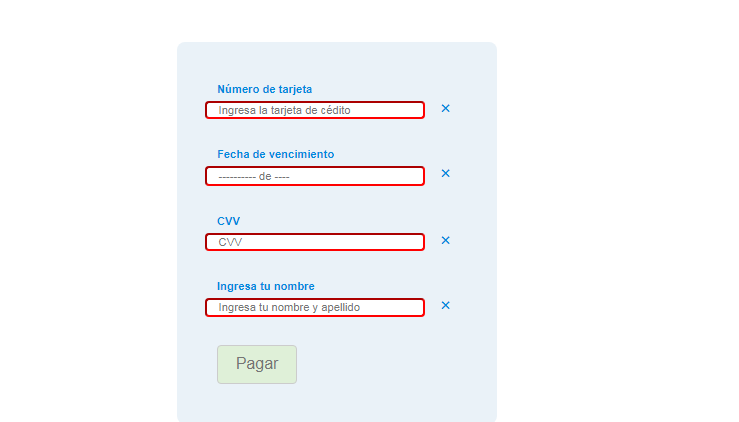 Número de tarjeta
Ingresa la tarjeta de cédito
×
Fecha de vencimiento
---------- de ----
×
CVV
CVV
×
Ingresa tu nombre
Ingresa tu nombre y apellido
×
Pagar